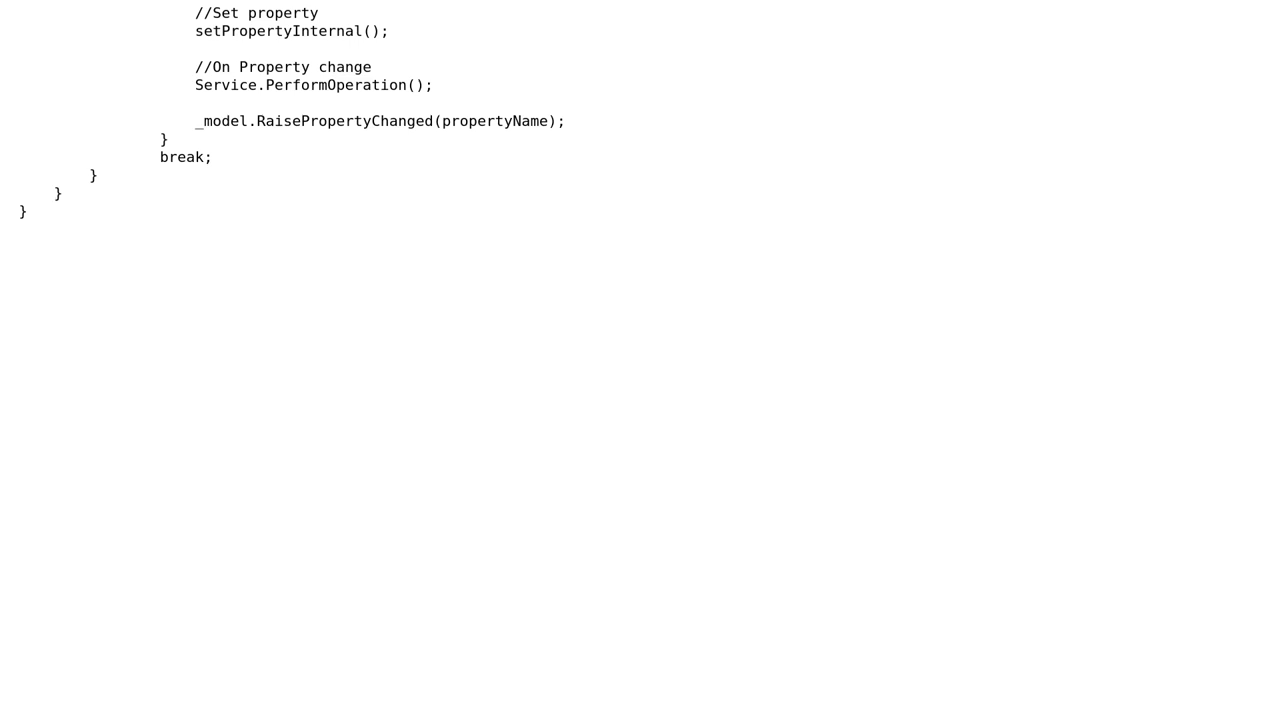 //Set property
setPropertyInternal();
//On Property change
Service.PerformOperation();
_model.RaisePropertyChanged(propertyName);
}
break;
}
}
}